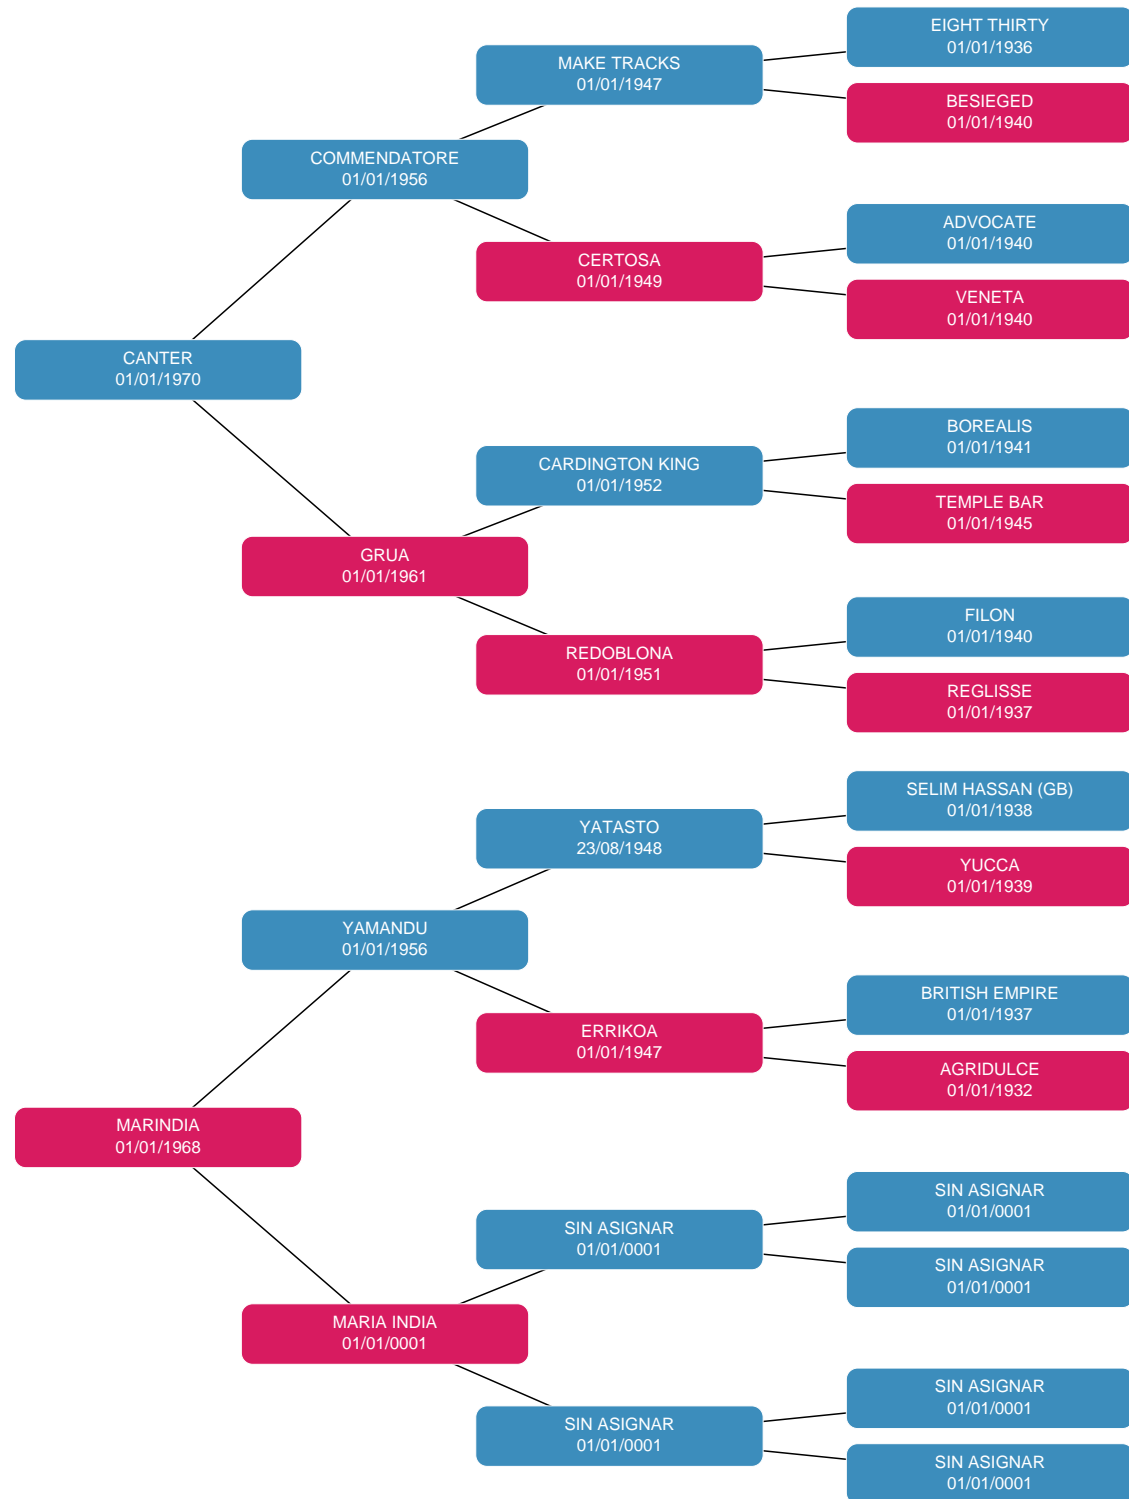 EIGHT THIRTY
01/01/1936
MAKE TRACKS
01/01/1947
BESIEGED
01/01/1940
COMMENDATORE
01/01/1956
ADVOCATE
01/01/1940
CERTOSA
01/01/1949
VENETA
01/01/1940
CANTER
01/01/1970
BOREALIS
01/01/1941
CARDINGTON KING
01/01/1952
TEMPLE BAR
01/01/1945
GRUA
01/01/1961
FILON
01/01/1940
REDOBLONA
01/01/1951
REGLISSE
01/01/1937
SELIM HASSAN (GB)
01/01/1938
YATASTO
23/08/1948
YUCCA
01/01/1939
YAMANDU
01/01/1956
BRITISH EMPIRE
01/01/1937
ERRIKOA
01/01/1947
AGRIDULCE
01/01/1932
MARINDIA
01/01/1968
SIN ASIGNAR
01/01/0001
SIN ASIGNAR
01/01/0001
SIN ASIGNAR
01/01/0001
MARIA INDIA
01/01/0001
SIN ASIGNAR
01/01/0001
SIN ASIGNAR
01/01/0001
SIN ASIGNAR
01/01/0001